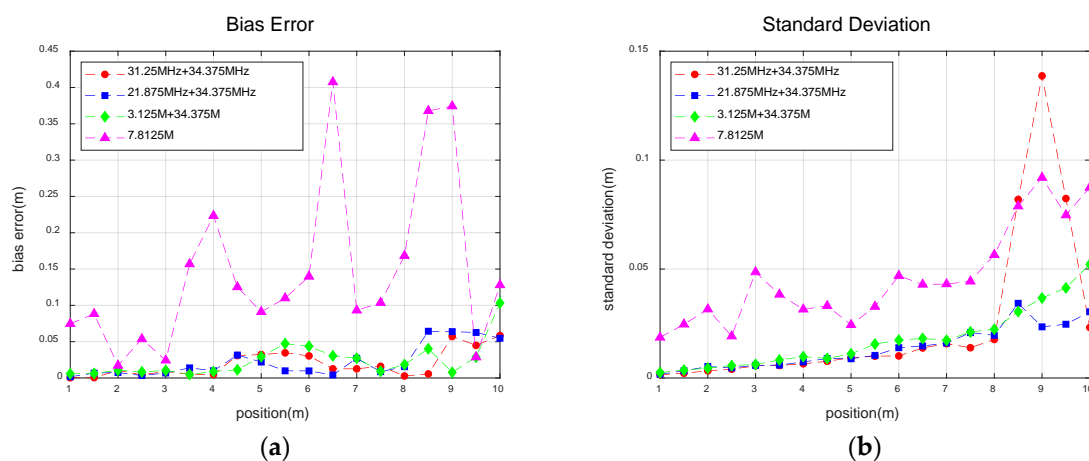 Bias Error
0.45
0.4
0.35
0.3
0.25
0.2
0.15
0.1
0.05
0
bias error(m)
31.25MHz+34.375MHz
21.875MHz+34.375MHz
3.125M+34.375M
7.8125M
1 2 3 4 5 6 7 8 9 10
position(m)
(a)
Standard Deviation
0.15
0.1
0.05
0
standard deviation(m)
31.25MHz+34.375MHz
21.875MHz+34.375MHz
3.125M+34.375M
7.8125M
1 2 3 4 5 6 7 8 9 10
position(m)
(b)